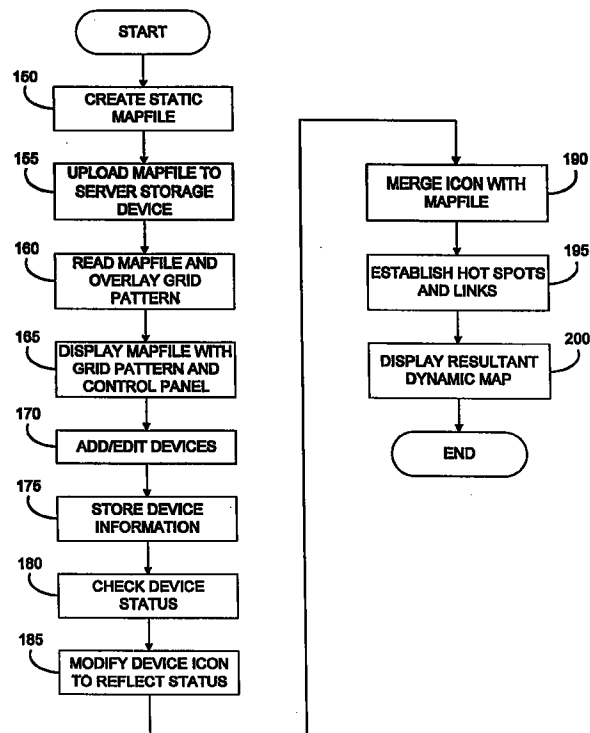 START
150
CREATE STATIC
MAPFILE
155
UPLOAD MAPFILE TO
SERVER STORAGE
DEVICE
160
READ MAPFILE AND
OVERLAY GRID
PATTERN
165
DISPLAY MAPFILE WITH
GRID PATTERN AND
CONTROL PANEL
170
ADD/EDIT DEVICES
175
STORE DEVICE
INFORMATION
180
CHECK DEVICE
STATUS
185
MODIFY DEVICE ICON
TO REFLECT STATUS
190
MERGE ICON WITH
MAPFILE
195
ESTABLISH HOT SPOTS
AND LINKS
200
DISPLAY RESULTANT
DYNAMIC MAP
END